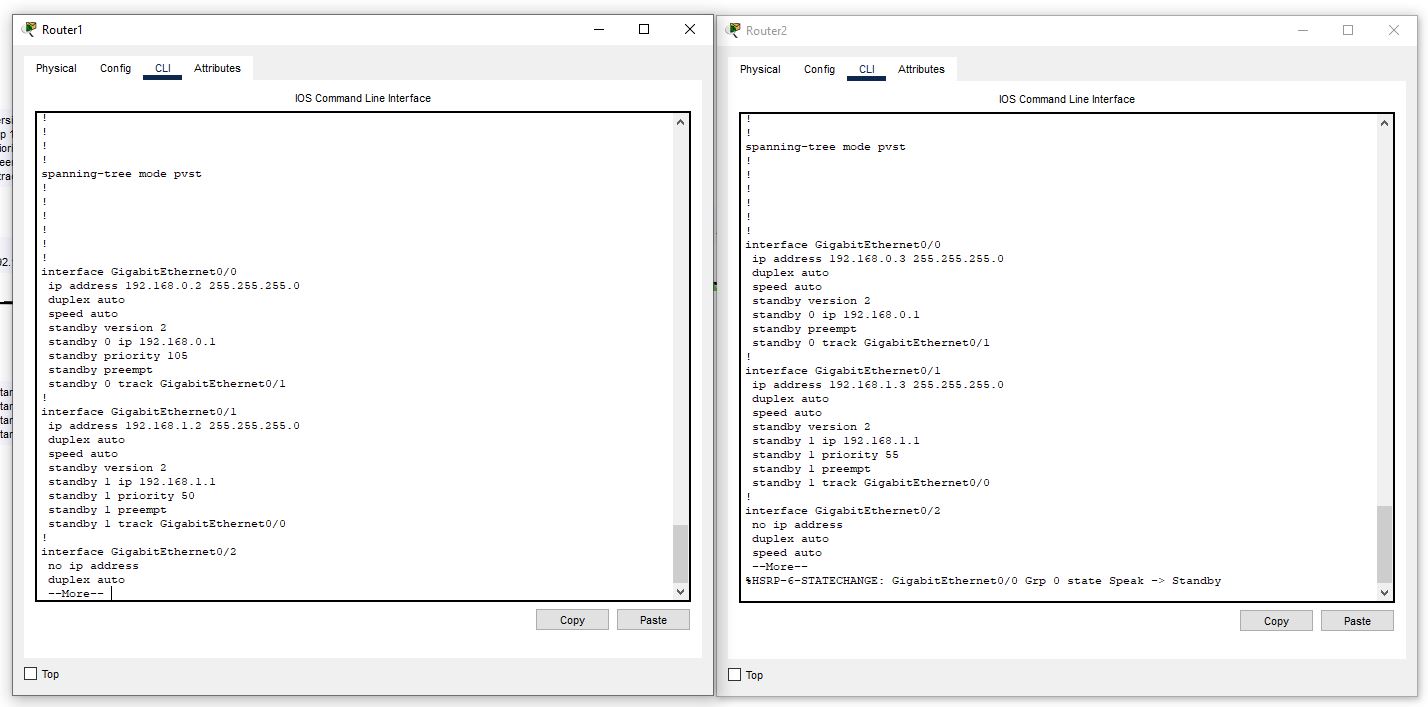 Router1
Physical
Config
CLI
Attributes
IOS Command Line Interface
!
!
!
!
spanning-tree mode pvst
!
!
!
!
!
!
interface GigabitEthernet0/0
ip address 192.168.0.2 255.255.255.0
duplex auto
speed auto
standby version 2
standby 0 ip 192.168.0.1
standby priority 105
standby preempt
standby 0 track GigabitEthernet0/1
!
interface GigabitEthernet0/1
ip address 192.168.1.2 255.255.255.0
duplex auto
speed auto
standby version 2
standby 1 ip 192.168.1.1
standby 1 priority 50
standby 1 preempt
standby 1 track GigabitEthernet0/0
!
interface GigabitEthernet0/2
no ip address
duplex auto
--More--
Copy
Paste
Top
Router2
Physical
Config
CLI
Attributes
IOS Command Line Interface
!
!
spanning-tree mode pvst
!
!
!
!
!
!
interface GigabitEthernet0/0
ip address 192.168.0.3 255.255.255.0
duplex auto
speed auto
standby version 2
standby 0 ip 192.168.0.1
standby preempt
standby 0 track GigabitEthernet0/1
!
interface GigabitEthernet0/1
ip address 192.168.1.3 255.255.255.0
duplex auto
speed auto
standby version 2
standby 1 ip 192.168.1.1
standby 1 priority 55
standby 1 preempt
standby 1 track GigabitEthernet0/0
!
interface GigabitEthernet0/2
no ip address
duplex auto
speed auto
--More--
%HSRP-6-STATECHANGE: GigabitEthernet0/0 Grp 0 state Speak -> Standby
Copy
Paste
Top